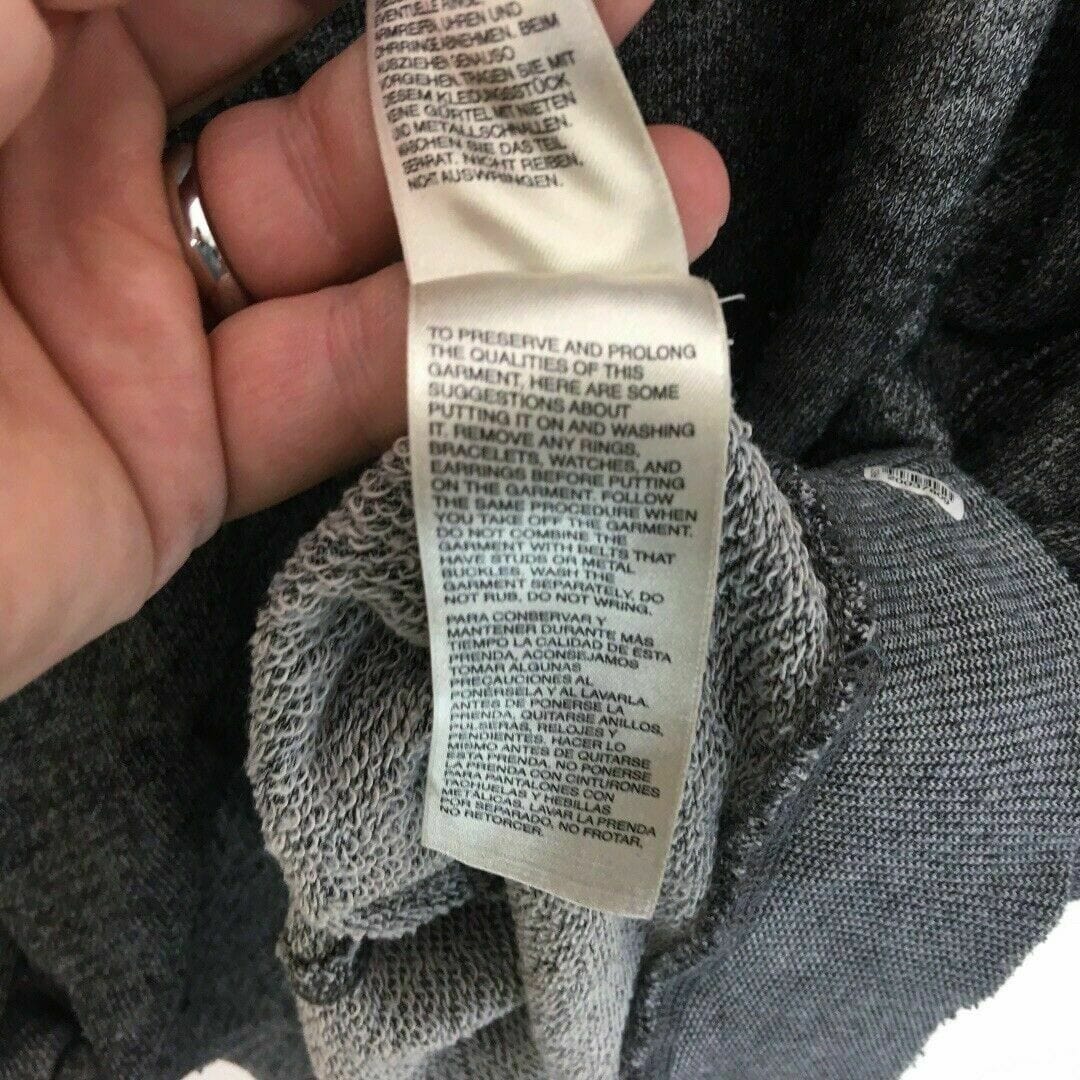 EVENTUELLE RINGE,
ARMREIFEN, UHREN UND
OHRRINGE ABNEHMEN. BEIM
AUSZIEHEN GENAUSO
VORGEHEN. TRAGEN SIE MIT
DIESEM KLEIDUNGSSTÜCK
KEINE GÜRTEL MIT NIETEN
UND METALLSCHNALLEN.
WASCHEN SIE DAS TEIL
SEPARAT. NICHT REIBEN,
NICHT AUSWRINGEN.
TO PRESERVE AND PROLONG
THE QUALITIES OF THIS
GARMENT, HERE ARE SOME
SUGGESTIONS ABOUT
PUTTING IT ON AND WASHING
IT. REMOVE ANY RINGS,
BRACELETS, WATCHES, AND
EARRINGS BEFORE PUTTING
ON THE GARMENT. FOLLOW
THE SAME PROCEDURE WHEN
YOU TAKE OFF THE GARMENT.
DO NOT COMBINE THE
GARMENT WITH BELTS THAT
HAVE STUDS OR METAL
BUCKLES. WASH THE
GARMENT SEPARATELY, DO
NOT RUB, DO NOT WRING.
PARA CONSERVAR Y
MANTENER DURANTE MÁS
TIEMPO LA CALIDAD DE ESTA
PRENDA, ACONSEJAMOS
TOMAR ALGUNAS
PRECAUCIONES AL
PONÉRSELA Y AL LAVARLA.
ANTES DE PONERSE LA
PRENDA, QUITARSE ANILLOS,
PULSERAS, RELOJES Y
PENDIENTES. HACER LO
MISMO ANTES DE QUITARSE
ESTA PRENDA. NO PONERSE
LA PRENDA CON CINTURONES
PARA PANTALONES CON
TACHUELAS Y HEBILLAS
METÁLICAS. LAVAR LA PRENDA
POR SEPARADO, NO FROTAR,
NO RETORCER.